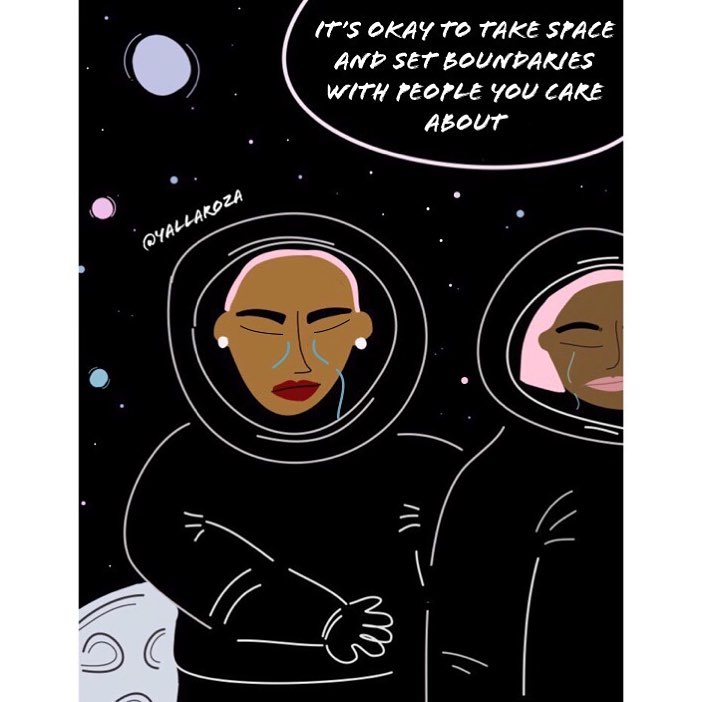 IT'S OKAY TO TAKE SPACE
AND SET BOUNDARIES
WITH PEOPLE YOU CARE
ABOUT
@YALLAROZA